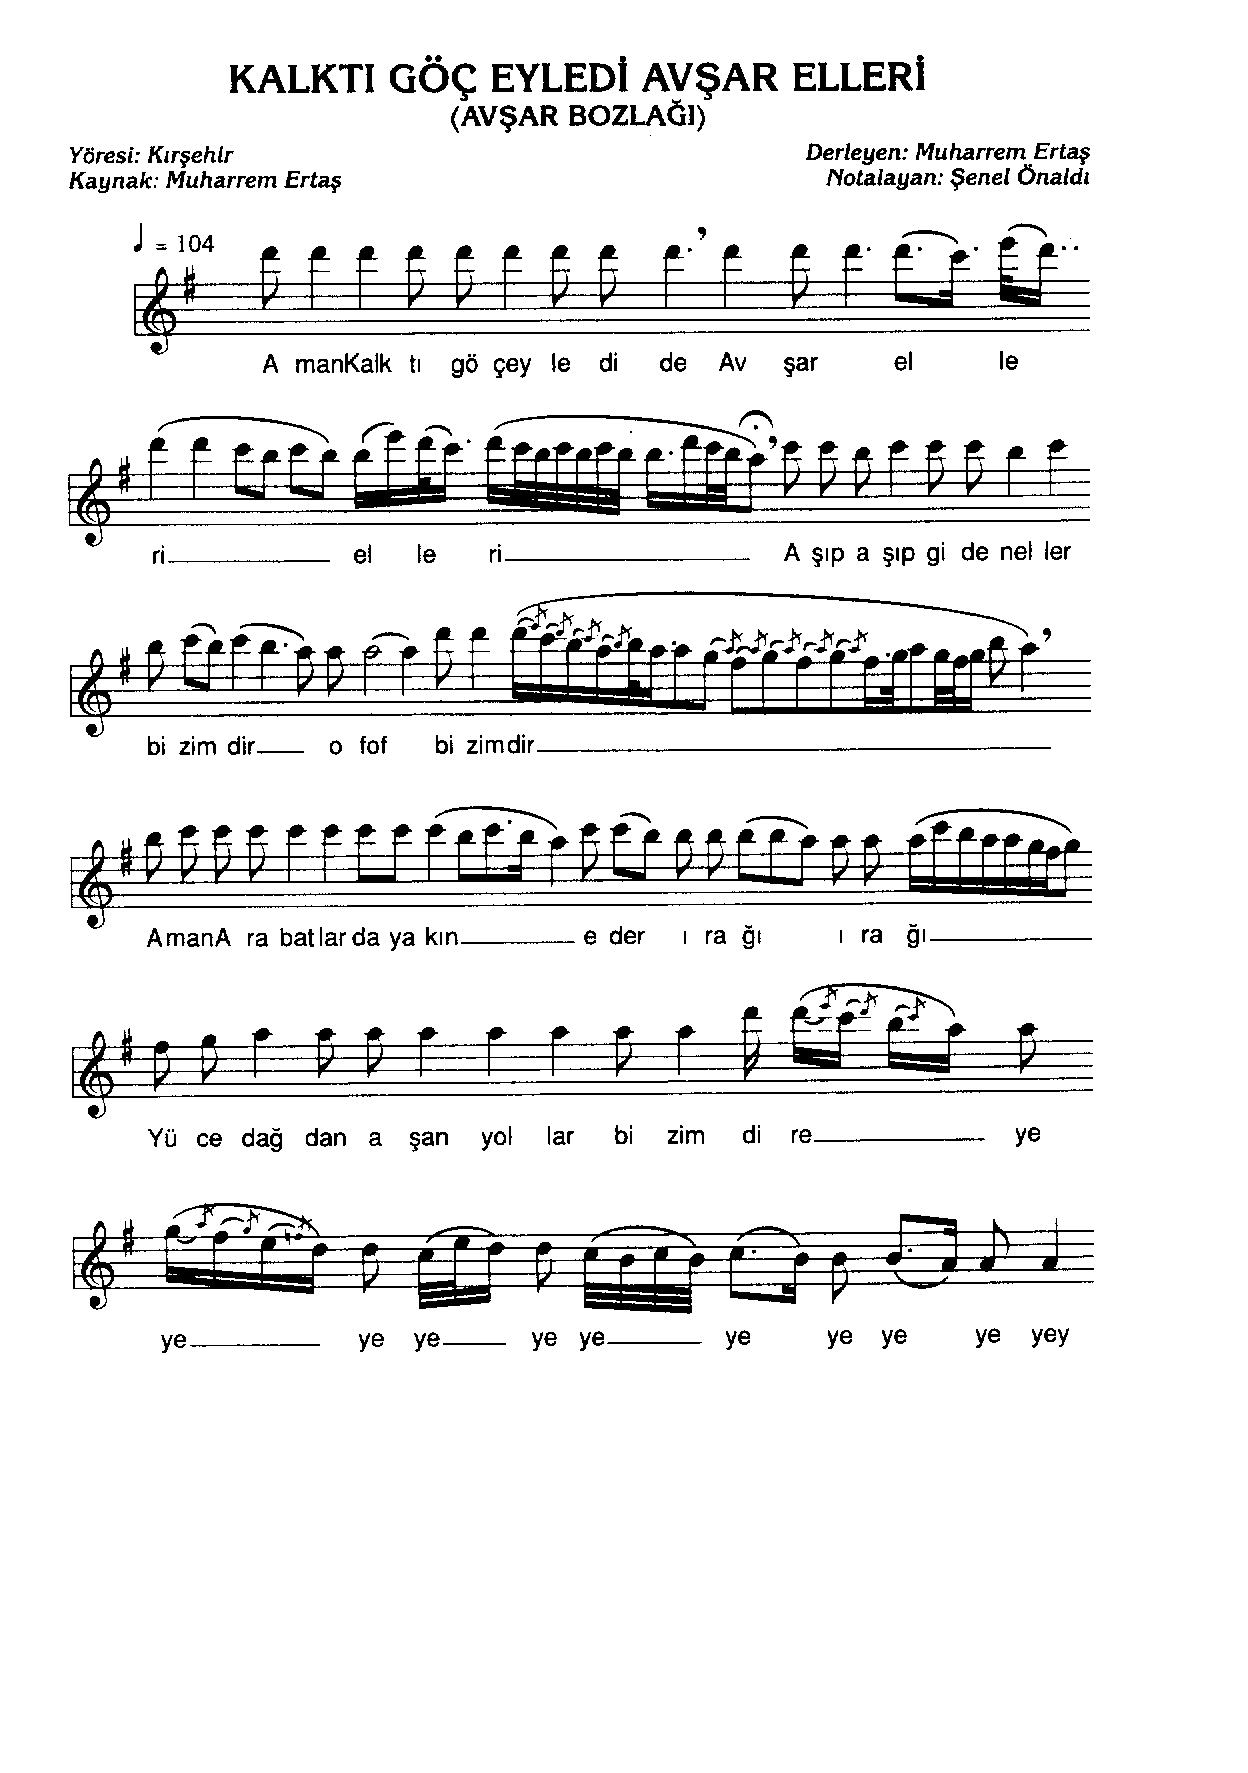 KALKTI GÖÇ EYLEDİ AVŞAR ELLERİ
(AVŞAR BOZLAĞI)
Yöresi: Kırşehir
Derleyen: Muharrem Ertaş
Kaynak: Muharrem Ertaş
Notalayan: Şenel Önaldı
= 104
A manKalk tı gö çey le di de Av şar el le
ri el le ri A şıp a şıp gi de nel ler
bi zim dir o fof bi zimdir
AmanA ra batlarda ya kın e der ı ra ğı ı ra ğı
Yü ce dağ dan a şan yol lar bi zim di re ye
ye ye ye ye ye ye ye ye ye yey